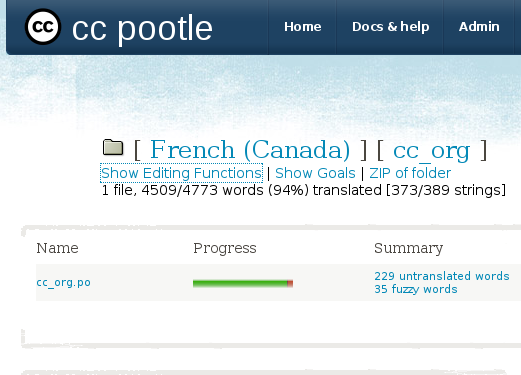 cc cc pootle
Home Docs & help Admin
[ French (Canada) ] [ cc_org ]
Show Editing Functions | Show Goals | ZIP of folder
1 file, 4509/4773 words (94%) translated [373/389 strings]
Name Progress Summary
cc_org.po 229 untranslated words
35 fuzzy words